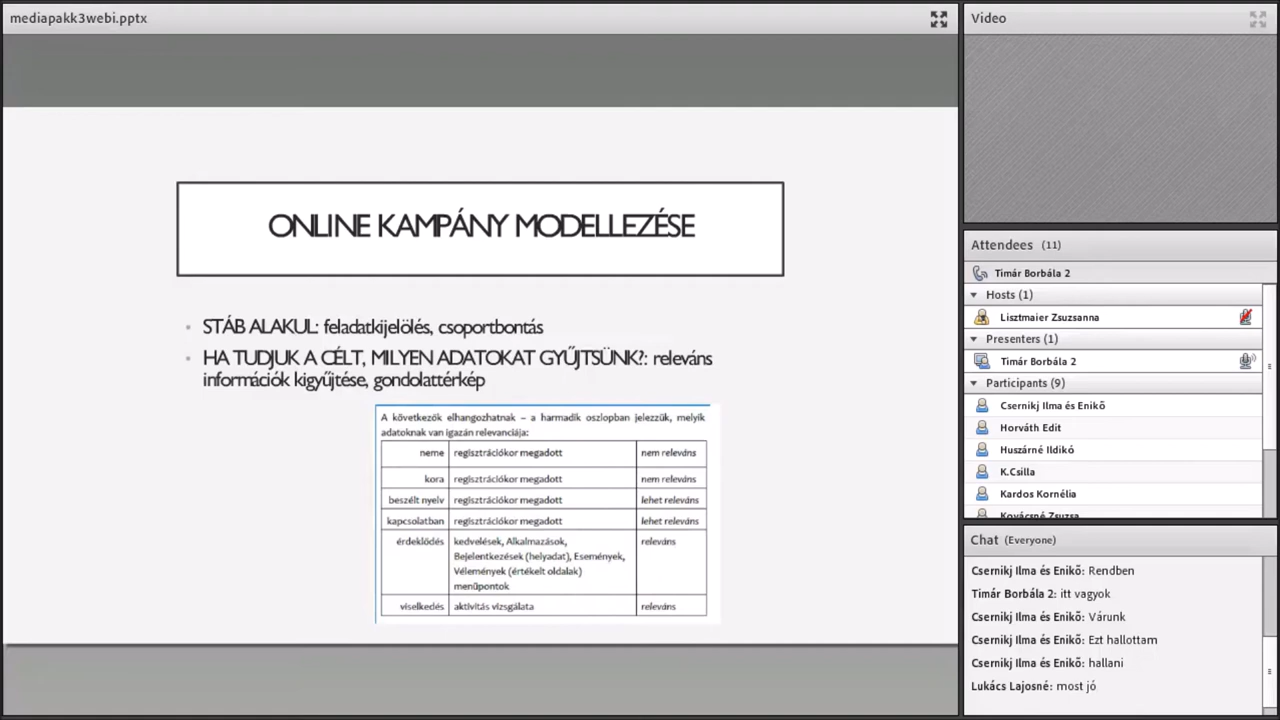 mediapakk3webi.pptx
ONLINE KAMPÁNY MODELLEZÉSE
• STÁB ALAKUL: feladatkijelölés, csoportbontás
• HA TUDJUK A CÉLT, MILYEN ADATOKAT GYŰJTSÜNK?: releváns
információk kigyűjtése, gondolattérkép
A következők elhangozhatnak – a harmadik oszlopban jelezzük, melyik
adatoknak van igazán relevanciája:
neme regisztrációkor megadott nem releváns
kora regisztrációkor megadott nem releváns
beszélt nyelv regisztrációkor megadott lehet releváns
kapcsolatban regisztrációkor megadott lehet releváns
érdeklődés kedvelések, Alkalmazások, releváns
Bejelentkezések (helyadat), Események,
Vélemények (értékelt oldalak)
menüpontok
viselkedés aktivitás vizsgálata releváns
Video
Attendees (11)
Timár Borbála 2
Hosts (1)
Lisztmaier Zsuzsanna
Presenters (1)
Timár Borbála 2
Participants (9)
Csernikj Ilma és Enikő
Horváth Edit
Huszárné Ildikó
K.Csilla
Kardos Kornélia
Kovácsné Zsuzsa
Chat (Everyone)
Csernikj Ilma és Enikő: Rendben
Timár Borbála 2: itt vagyok
Csernikj Ilma és Enikő: Várunk
Csernikj Ilma és Enikő: Ezt hallottam
Csernikj Ilma és Enikő: hallani
Lukács Lajosné: most jó